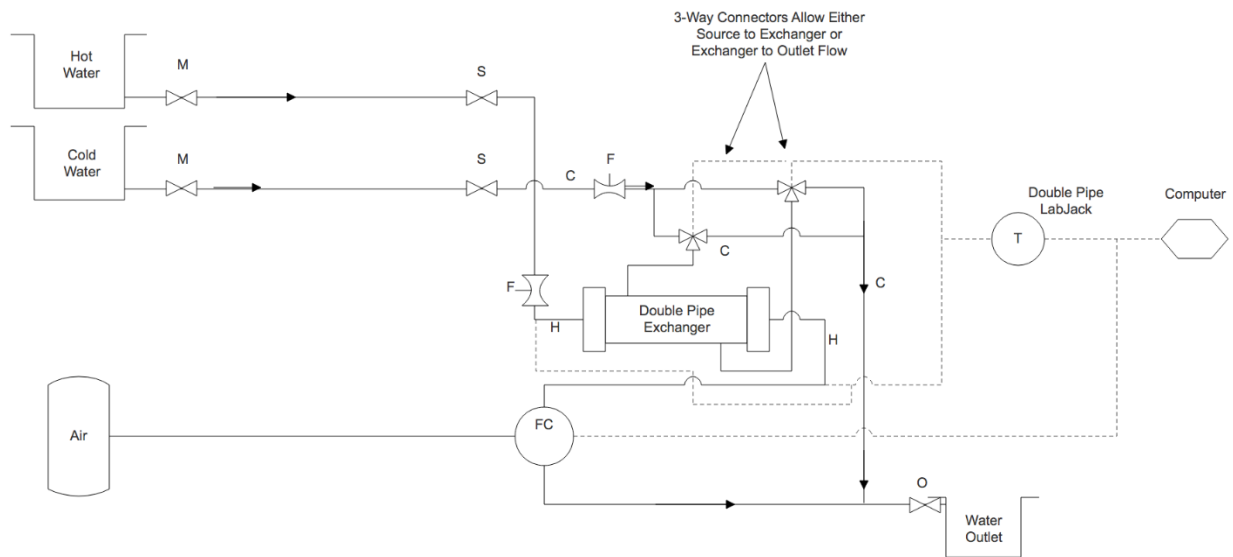 3-Way Connectors Allow Either
Source to Exchanger or
Exchanger to Outlet Flow
Hot
Water
M
S
Cold
Water
M
S
C
F
Double Pipe
LabJack
Computer
T
C
F
C
Double Pipe
Exchanger
H
H
Air
FC
O
Water
Outlet